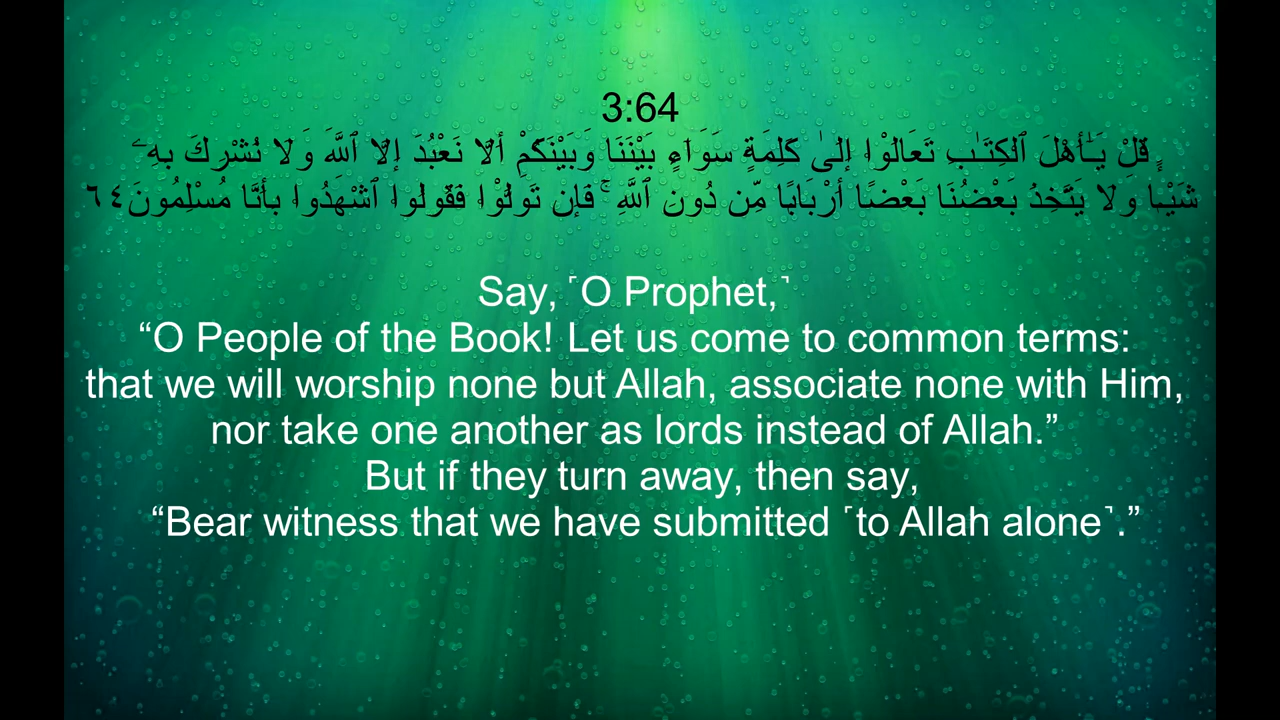 3:64
قُلْ يَـٰٓأَهْلَ ٱلْكِتَـٰبِ تَعَالَوْا۟ إِلَىٰ كَلِمَةٍ سَوَآءٍ بَيْنَنَا وَبَيْنَكُمْ أَلَّا نَعْبُدَ إِلَّا ٱللَّهَ وَلَا نُشْرِكَ بِهِۦ
شَيْـًٔا وَلَا يَتَّخِذَ بَعْضُنَا بَعْضًا أَرْبَابًا مِّن دُونِ ٱللَّهِ ۚ فَإِن تَوَلَّوْا۟ فَقُولُوا۟ ٱشْهَدُوا۟ بِأَنَّا مُسْلِمُونَ ٦٤
Say, ˹O Prophet,˺
“O People of the Book! Let us come to common terms:
that we will worship none but Allah, associate none with Him,
nor take one another as lords instead of Allah.”
But if they turn away, then say,
“Bear witness that we have submitted ˹to Allah alone˺.”